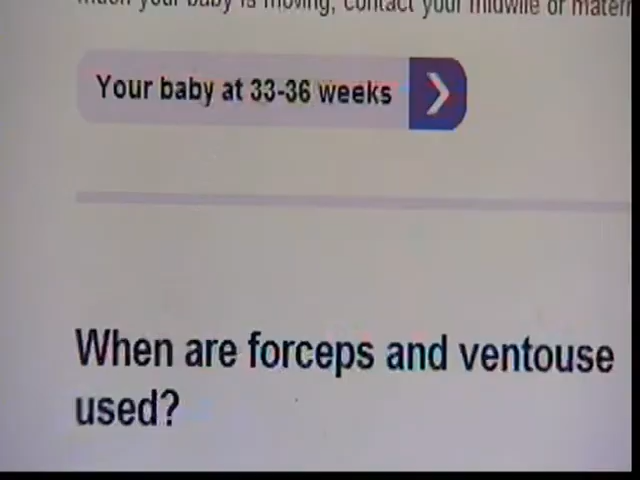 much your baby is moving, contact your midwife or
Your baby at 33-36 weeks
When are forceps and ventouse
used?